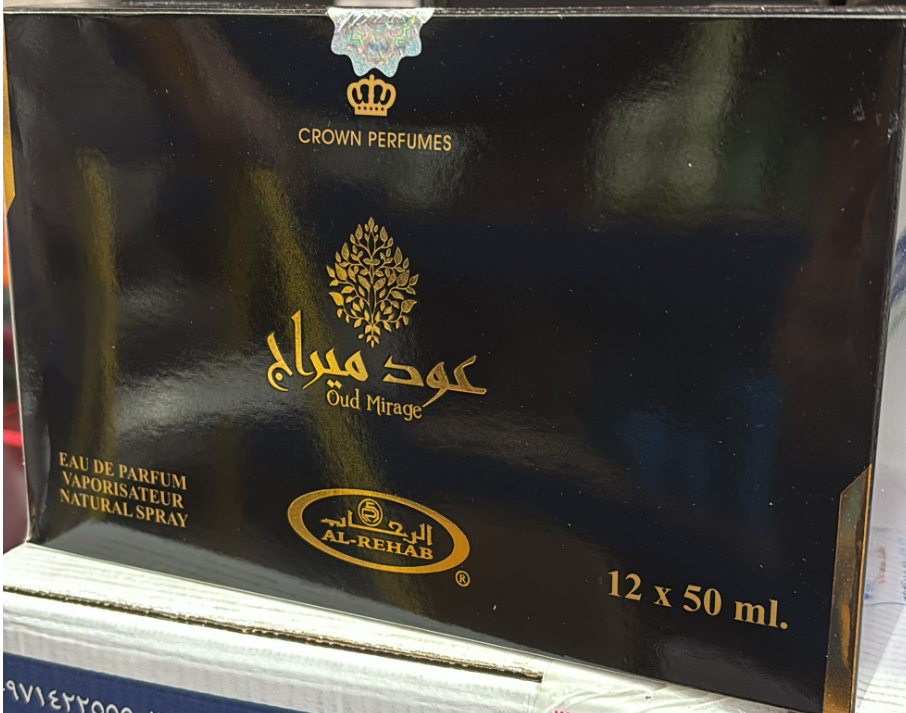 CROWN PERFUMES
عود ميراج
Oud Mirage
EAU DE PARFUM
VAPORISATEUR
NATURAL SPRAY
الرحاب
AL-REHAB
®
12 x 50 ml.